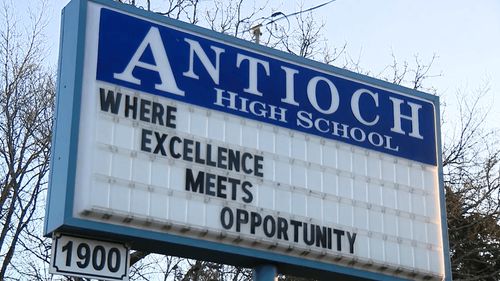 ANTIOCH
HIGH SCHOOL
WHERE
EXCELLENCE
MEETS
OPPORTUNITY
1900